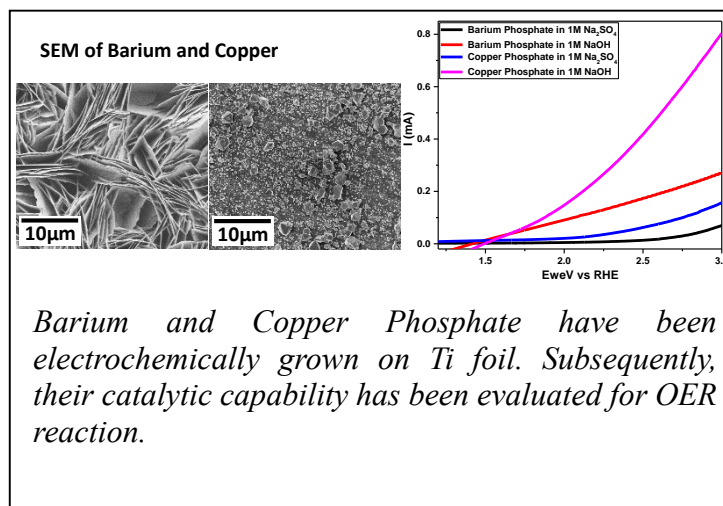 SEM of Barium and Copper
10μm
10μm
I (mA)
0.8
0.6
0.4
0.2
0.0
Barium Phosphate in 1M Na₂SO₄
Barium Phosphate in 1M NaOH
Copper Phosphate in 1M Na₂SO₄
Copper Phosphate in 1M NaOH
1.5 2.0 2.5 3.
EweV vs RHE
Barium and Copper Phosphate have been
electrochemically grown on Ti foil. Subsequently,
their catalytic capability has been evaluated for OER
reaction.